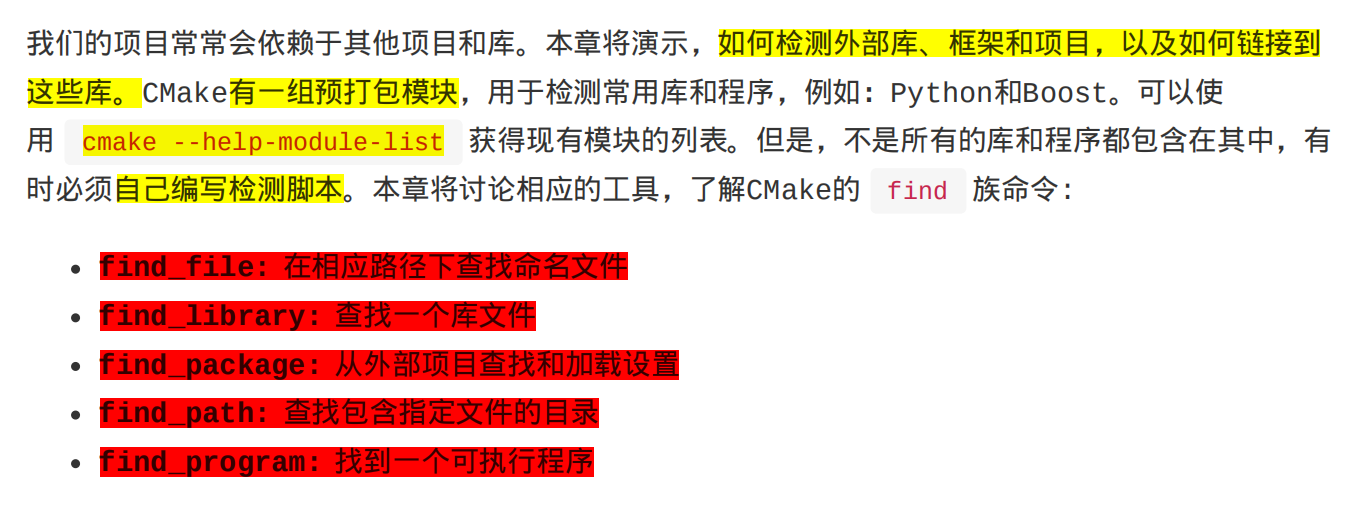 我们的项目常常会依赖于其他项目和库。本章将演示，如何检测外部库、框架和项目，以及如何链接到
这些库。CMake有一组预打包模块，用于检测常用库和程序，例如：Python和Boost。可以使
用 cmake --help-module-list 获得现有模块的列表。但是，不是所有的库和程序都包含在其中，有
时必须自己编写检测脚本。本章将讨论相应的工具，了解CMake的 find 族命令：
• find_file: 在相应路径下查找命名文件
• find_library: 查找一个库文件
• find_package: 从外部项目查找和加载设置
• find_path: 查找包含指定文件的目录
• find_program: 找到一个可执行程序